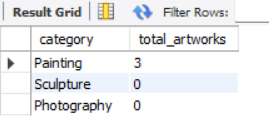 Result Grid Filter Rows:
category total_artworks
Painting 3
Sculpture 0
Photography 0